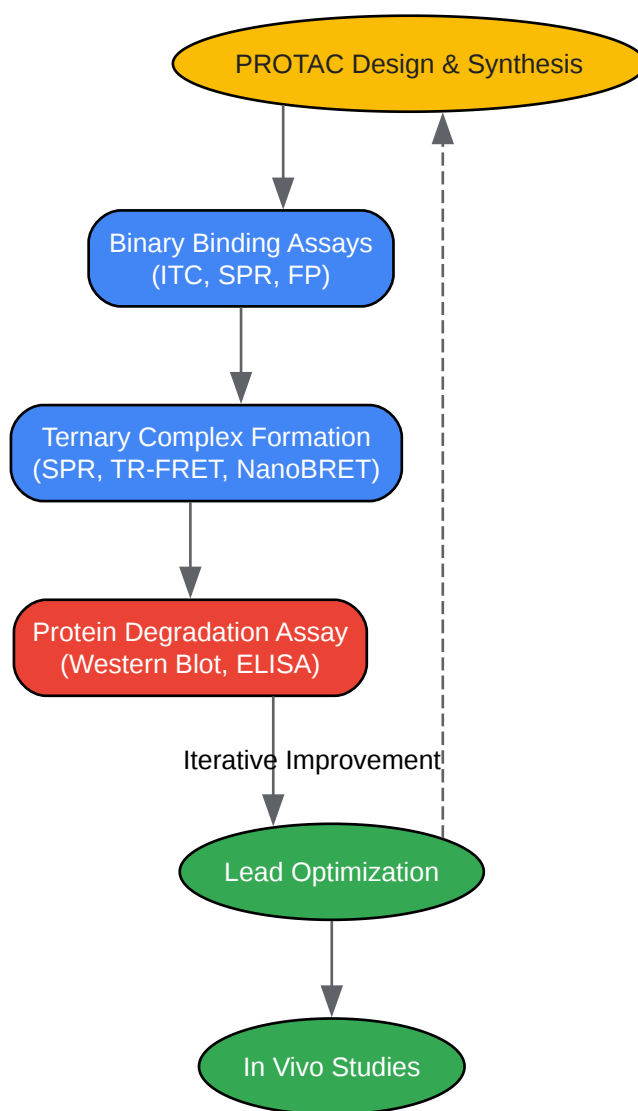 PROTAC Design & Synthesis
Binary Binding Assays
(ITC, SPR, FP)
Ternary Complex Formation
(SPR, TR-FRET, NanoBRET)
Protein Degradation Assay
(Western Blot, ELISA)
Iterative Improvement
Lead Optimization
In Vivo Studies